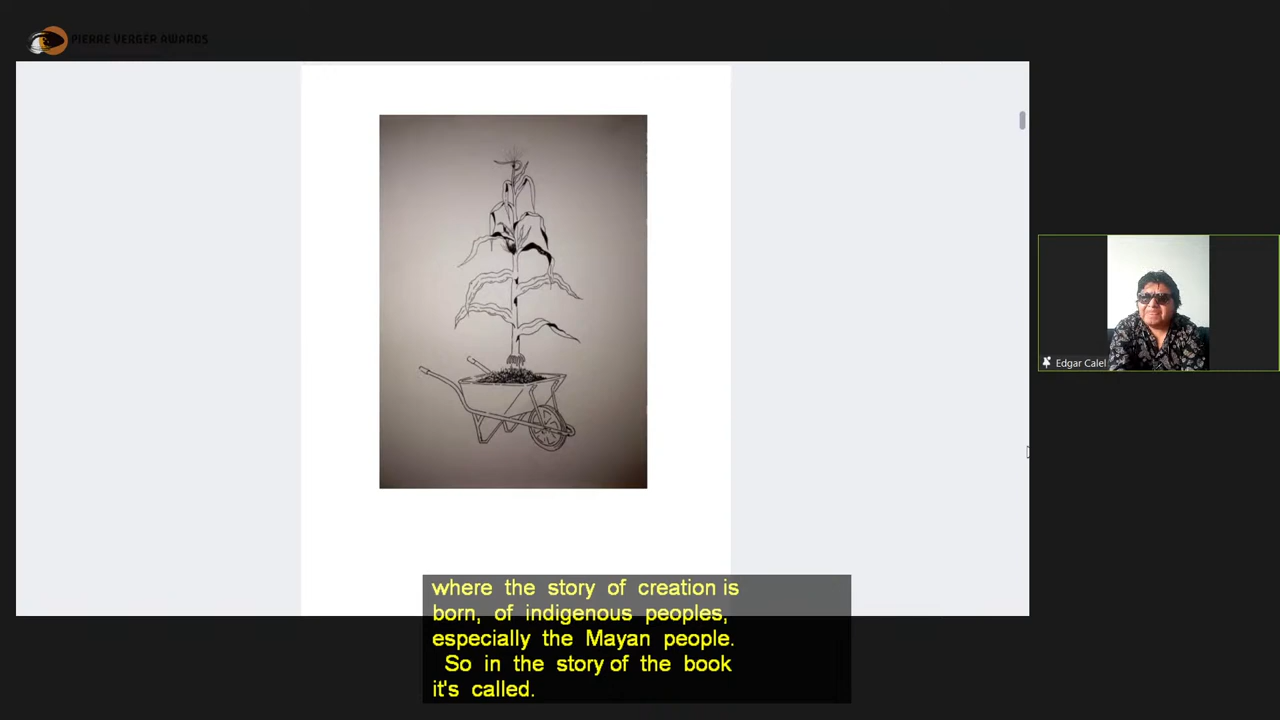 PIERRE VERGER AWARDS
Edgar Calel
where the story of creation is
born, of indigenous peoples,
especially the Mayan people.
So in the story of the book
it's called.